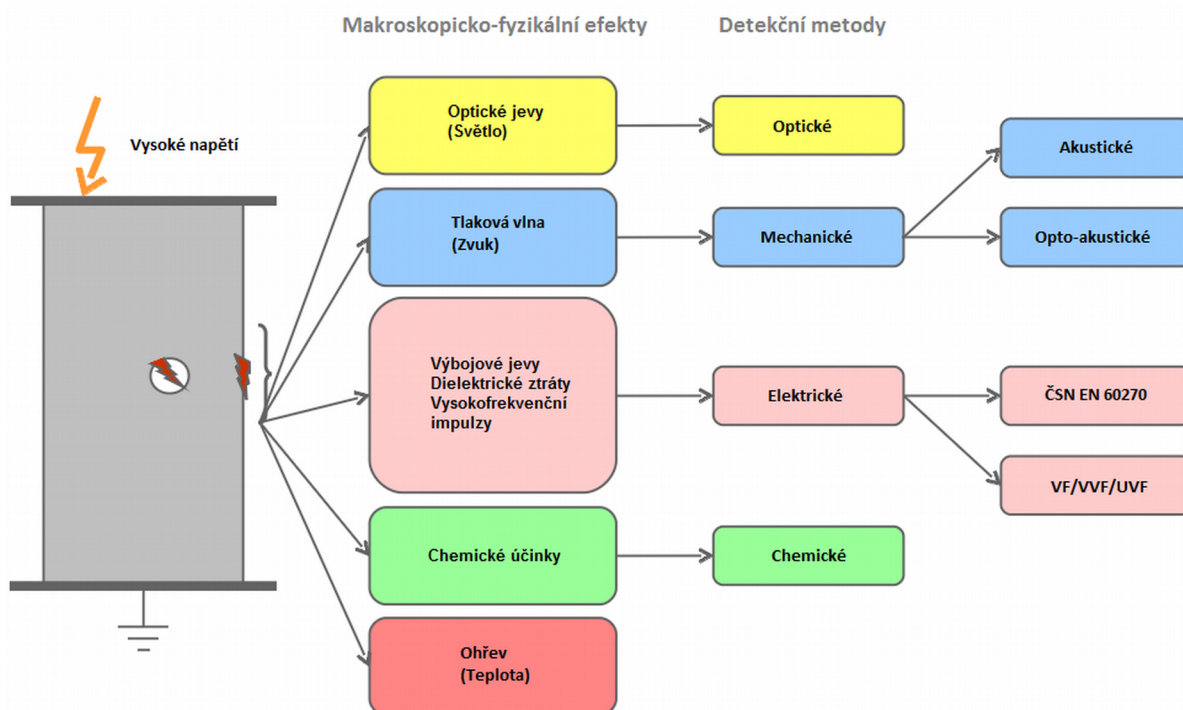 Makroskopicko-fyzikální efekty
Detekční metody
Vysoké napětí
Optické jevy
(Světlo)
Optické
Akustické
Tlaková vlna
(Zvuk)
Mechanické
Opto-akustické
Výbojové jevy
Dielektrické ztráty
Vysokofrekvenční
impulzy
Elektrické
ČSN EN 60270
VF/VVF/UVF
Chemické účinky
Chemické
Ohřev
(Teplota)